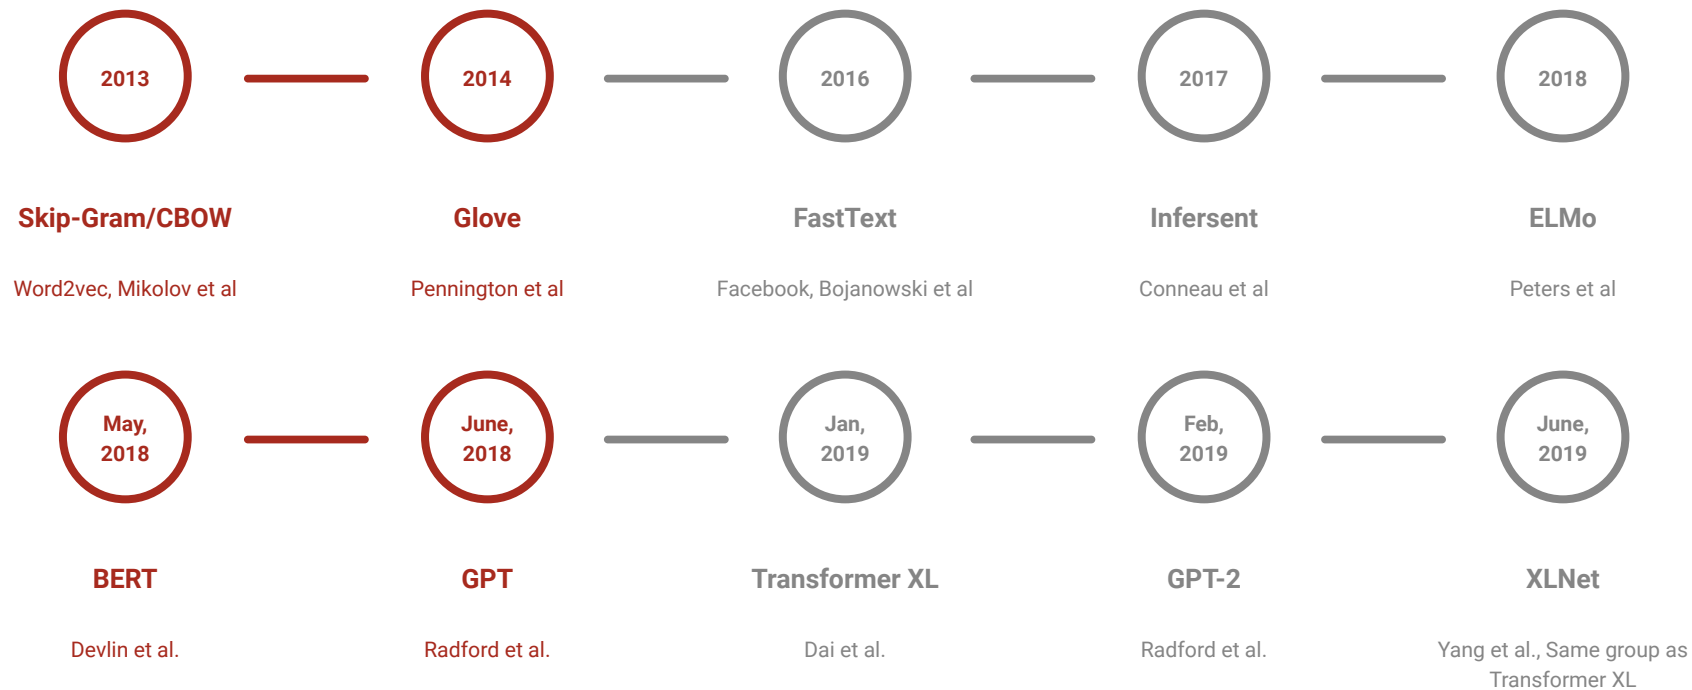 2013
2014
2016
2017
2018
Skip-Gram/CBOW
Glove
FastText
Infersent
ELMo
Word2vec, Mikolov et al
Pennington et al
Facebook, Bojanowski et al
Conneau et al
Peters et al
May,
2018
June,
2018
Jan,
2019
Feb,
2019
June,
2019
BERT
GPT
Transformer XL
GPT-2
XLNet
Devlin et al.
Radford et al.
Dai et al.
Radford et al.
Yang et al., Same group as
Transformer XL